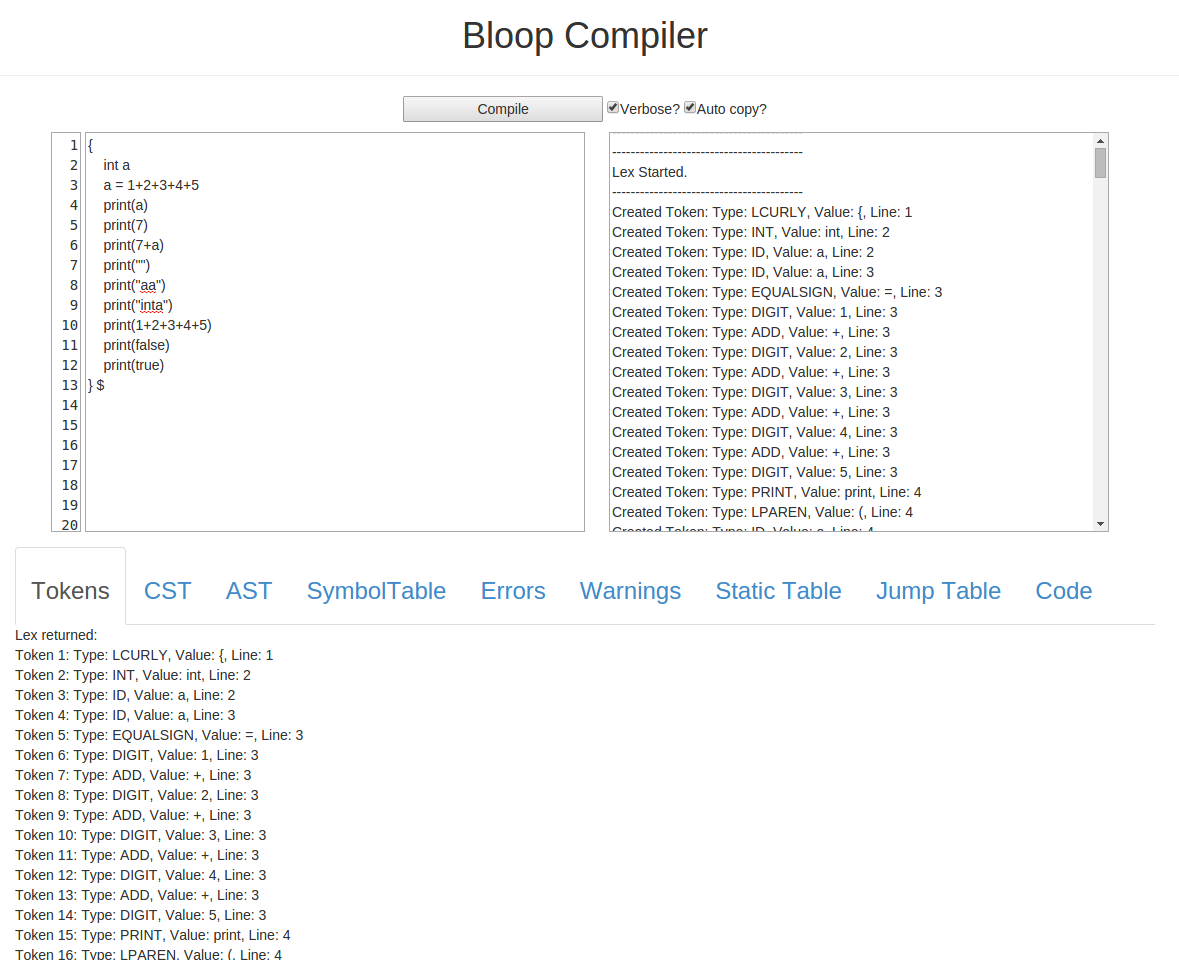 Bloop Compiler
Compile Verbose? Auto copy?
1 {
2 int a
3 a = 1+2+3+4+5
4 print(a)
5 print(7)
6 print(7+a)
7 print("")
8 print("aa")
9 print("inta")
10 print(1+2+3+4+5)
11 print(false)
12 print(true)
13 } $
14
15
16
17
18
19
20
-----------------------------------------
-----------------------------------------
Lex Started.
-----------------------------------------
Created Token: Type: LCURLY, Value: {, Line: 1
Created Token: Type: INT, Value: int, Line: 2
Created Token: Type: ID, Value: a, Line: 2
Created Token: Type: ID, Value: a, Line: 3
Created Token: Type: EQUALSIGN, Value: =, Line: 3
Created Token: Type: DIGIT, Value: 1, Line: 3
Created Token: Type: ADD, Value: +, Line: 3
Created Token: Type: DIGIT, Value: 2, Line: 3
Created Token: Type: ADD, Value: +, Line: 3
Created Token: Type: DIGIT, Value: 3, Line: 3
Created Token: Type: ADD, Value: +, Line: 3
Created Token: Type: DIGIT, Value: 4, Line: 3
Created Token: Type: ADD, Value: +, Line: 3
Created Token: Type: DIGIT, Value: 5, Line: 3
Created Token: Type: PRINT, Value: print, Line: 4
Created Token: Type: LPAREN, Value: (, Line: 4
Created Token: Type: ID, Value: a, Line: 4
Tokens CST AST SymbolTable Errors Warnings Static Table Jump Table Code
Lex returned:
Token 1: Type: LCURLY, Value: {, Line: 1
Token 2: Type: INT, Value: int, Line: 2
Token 3: Type: ID, Value: a, Line: 2
Token 4: Type: ID, Value: a, Line: 3
Token 5: Type: EQUALSIGN, Value: =, Line: 3
Token 6: Type: DIGIT, Value: 1, Line: 3
Token 7: Type: ADD, Value: +, Line: 3
Token 8: Type: DIGIT, Value: 2, Line: 3
Token 9: Type: ADD, Value: +, Line: 3
Token 10: Type: DIGIT, Value: 3, Line: 3
Token 11: Type: ADD, Value: +, Line: 3
Token 12: Type: DIGIT, Value: 4, Line: 3
Token 13: Type: ADD, Value: +, Line: 3
Token 14: Type: DIGIT, Value: 5, Line: 3
Token 15: Type: PRINT, Value: print, Line: 4
Token 16: Type: LPAREN, Value: (, Line: 4